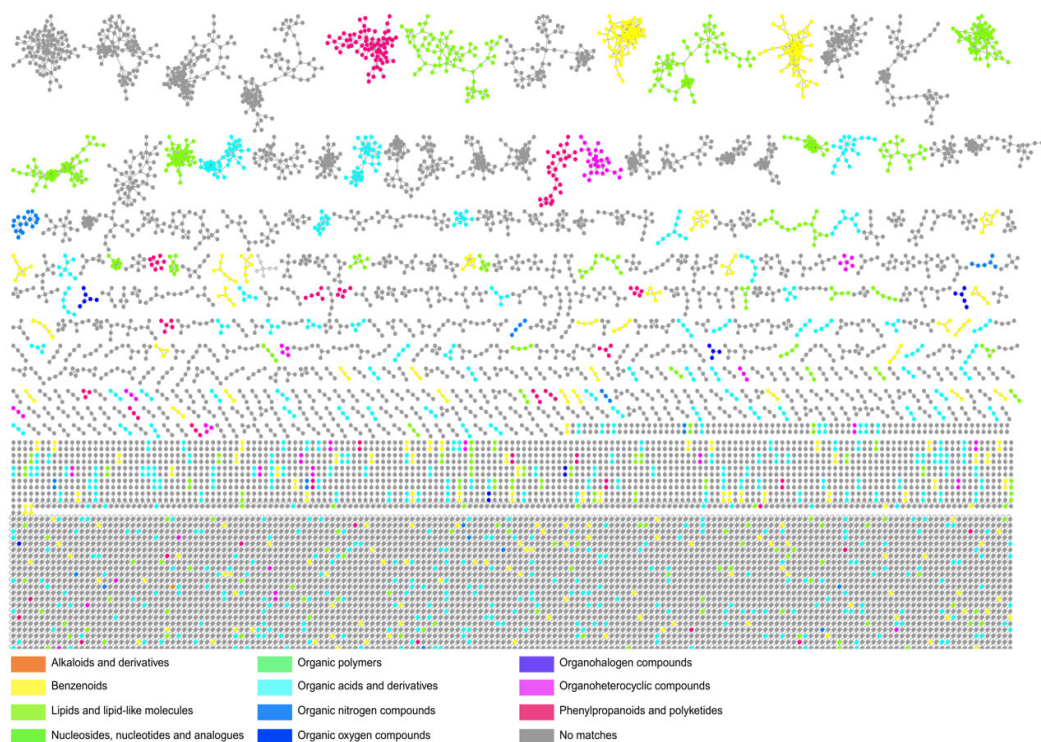 Alkaloids and derivatives
Organic polymers
Organohalogen compounds
Benzenoids
Organic acids and derivatives
Organoheterocyclic compounds
Lipids and lipid-like molecules
Organic nitrogen compounds
Phenylpropanoids and polyketides
Nucleosides, nucleotides and analogues
Organic oxygen compounds
No matches